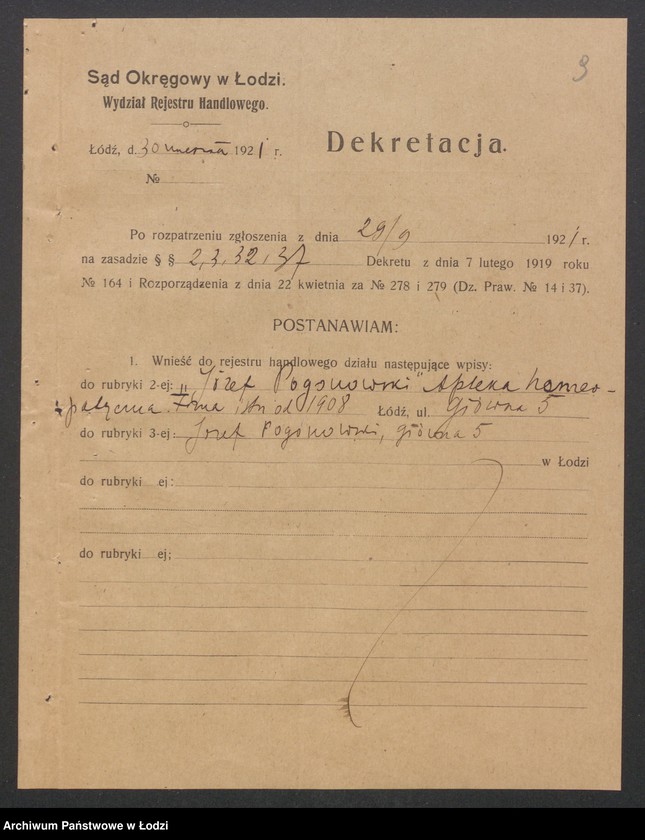 3
Sąd Okręgowy w Łodzi.
Wydział Rejestru Handlowego.
Dekretacja.
Łódź, d. 30 września 1921 r.
№
Po rozpatrzeniu zgłoszenia z dnia 29/9 1921 r.
na zasadzie § § 2, 3, 32 i 37 Dekretu z dnia 7 lutego 1919 roku
№ 164 i Rozporządzenia z dnia 22 kwietnia za № 278 i 279 (Dz. Praw. № 14 i 37).
POSTANAWIAM:
1. Wnieść do rejestru handlowego działu następujące wpisy:
do rubryki 2-ej: „Józef Pogonowski" Apteka homeo-
patyczna. Firma istn od 1908 Łódź, ul. Główna 5
do rubryki 3-ej: Józef Pogonowski, Główna 5
w Łodzi
do rubryki ej:
do rubryki ej;
Archiwum Państwowe w Łodzi